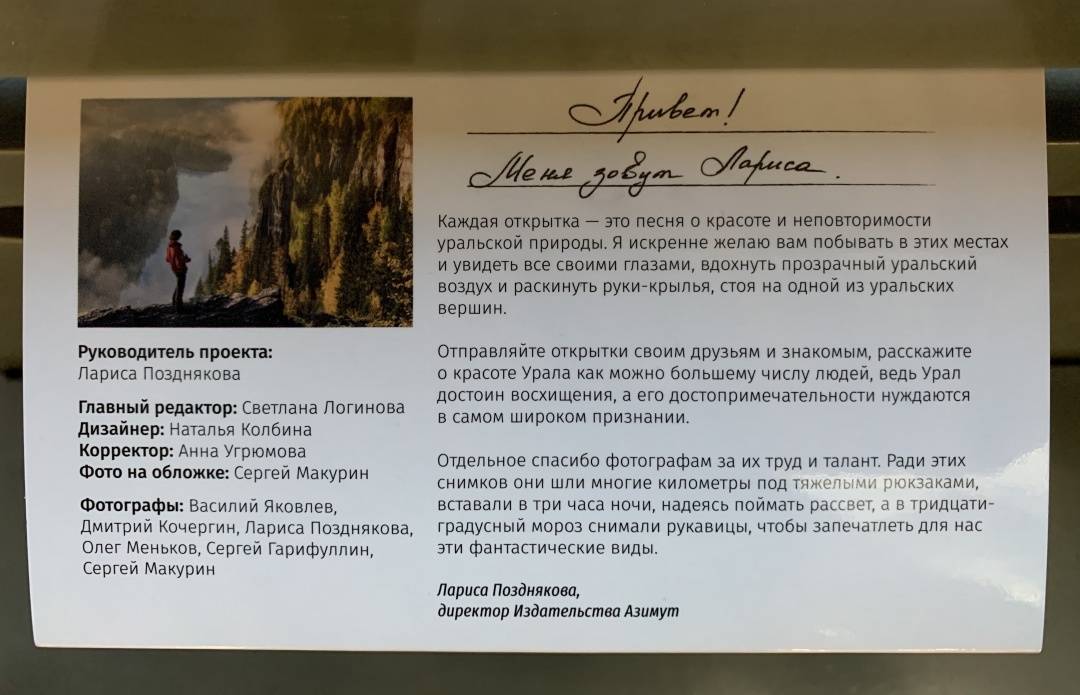 Привет!
Меня зовут Лариса.
Каждая открытка — это песня о красоте и неповторимости
уральской природы. Я искренне желаю вам побывать в этих местах
и увидеть все своими глазами, вдохнуть прозрачный уральский
воздух и раскинуть руки-крылья, стоя на одной из уральских
вершин.
Отправляйте открытки своим друзьям и знакомым, расскажите
о красоте Урала как можно большему числу людей, ведь Урал
достоин восхищения, а его достопримечательности нуждаются
в самом широком признании.
Отдельное спасибо фотографам за их труд и талант. Ради этих
снимков они шли многие километры под тяжелыми рюкзаками,
вставали в три часа ночи, надеясь поймать рассвет, а в тридцати-
градусный мороз снимали рукавицы, чтобы запечатлеть для нас
эти фантастические виды.
Лариса Позднякова,
директор Издательства Азимут
Руководитель проекта:
Лариса Позднякова
Главный редактор: Светлана Логинова
Дизайнер: Наталья Колбина
Корректор: Анна Угрюмова
Фото на обложке: Сергей Макурин
Фотографы: Василий Яковлев,
Дмитрий Кочергин, Лариса Позднякова,
Олег Меньков, Сергей Гарифуллин,
Сергей Макурин